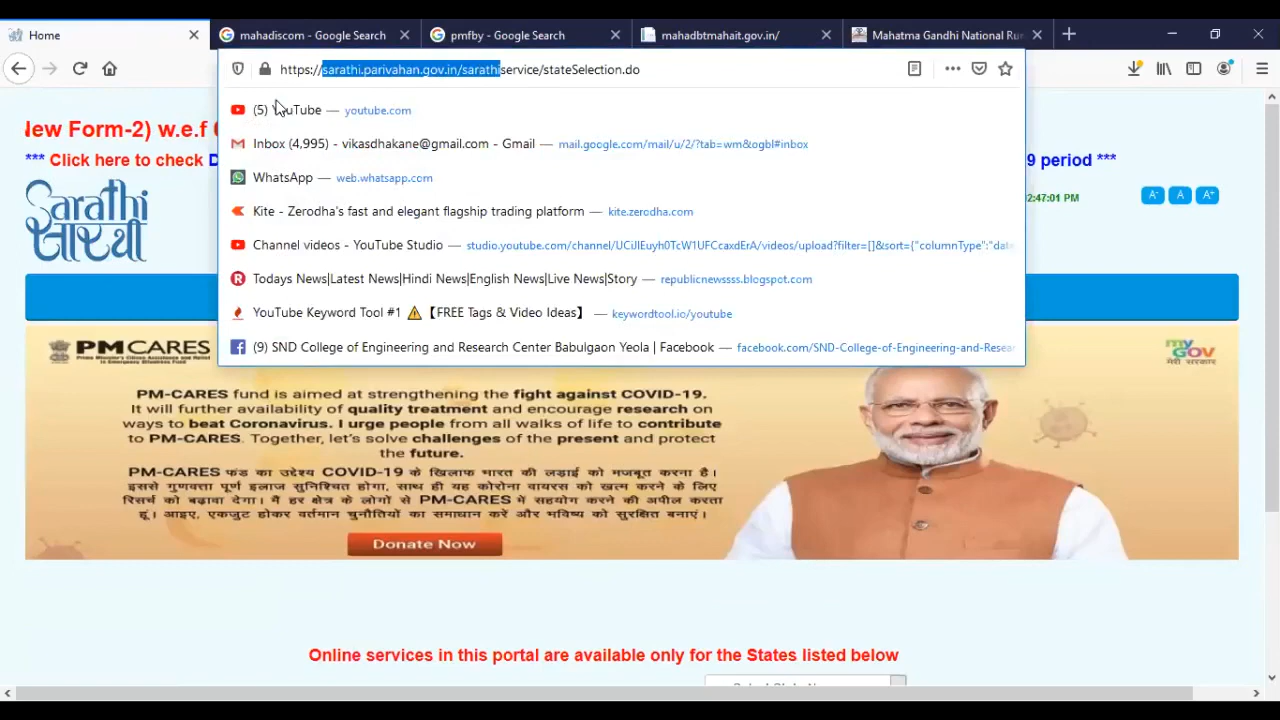 Home
mahadiscom - Google Search
pmfby - Google Search
mahadbtmahait.gov.in/
Mahatma Gandhi National Ru
https://sarathi.parivahan.gov.in/sarathiservice/stateSelection.do
(5) YouTube — youtube.com
Inbox (4,995) - vikasdhakane@gmail.com - Gmail — mail.google.com/mail/u/2/?tab=wm&ogbl#inbox
WhatsApp — web.whatsapp.com
Kite - Zerodha's fast and elegant flagship trading platform — kite.zerodha.com
Channel videos - YouTube Studio — studio.youtube.com/channel/UCiJlEuyh0TcW1UFCcaxdErA/videos/upload?filter=[]&sort={"columnType":"date
Todays News|Latest News|Hindi News|English News|Live News|Story — republicnewssss.blogspot.com
YouTube Keyword Tool #1 ⚠【FREE Tags & Video Ideas】 — keywordtool.io/youtube
(9) SND College of Engineering and Research Center Babulgaon Yeola | Facebook — facebook.com/SND-College-of-Engineering-and-Resea
New Form-2) w.e.f
*** Click here to check 9 period ***
2:47:01 PM
A- A A+
Sarathi
सारथी
PM CARES
my GOV
मेरी सरकार
PM-CARES fund is aimed at strengthening the fight against COVID-19.
It will further availability of quality treatment and encourage research on
ways to beat Coronavirus. I urge people from all walks of life to contribute
to PM-CARES. Together, let's solve challenges of the present and protect
the future.
PM-CARES फंड का उद्देश्य COVID-19 के खिलाफ भारत की लड़ाई को मजबूत करना है।
इससे गुणवत्ता पूर्ण इलाज सुनिश्चित होगा, साथ ही यह कोरोना वायरस को खत्म करने के लिए
रिसर्च को बढ़ावा देगा। मैं हर क्षेत्र के लोगों से PM-CARES में सहयोग करने की अपील करता
हूं। आइए, एकजुट होकर वर्तमान चुनौतियों का समाधान करें और भविष्य को सुरक्षित बनाएं।
Donate Now
Online services in this portal are available only for the States listed below